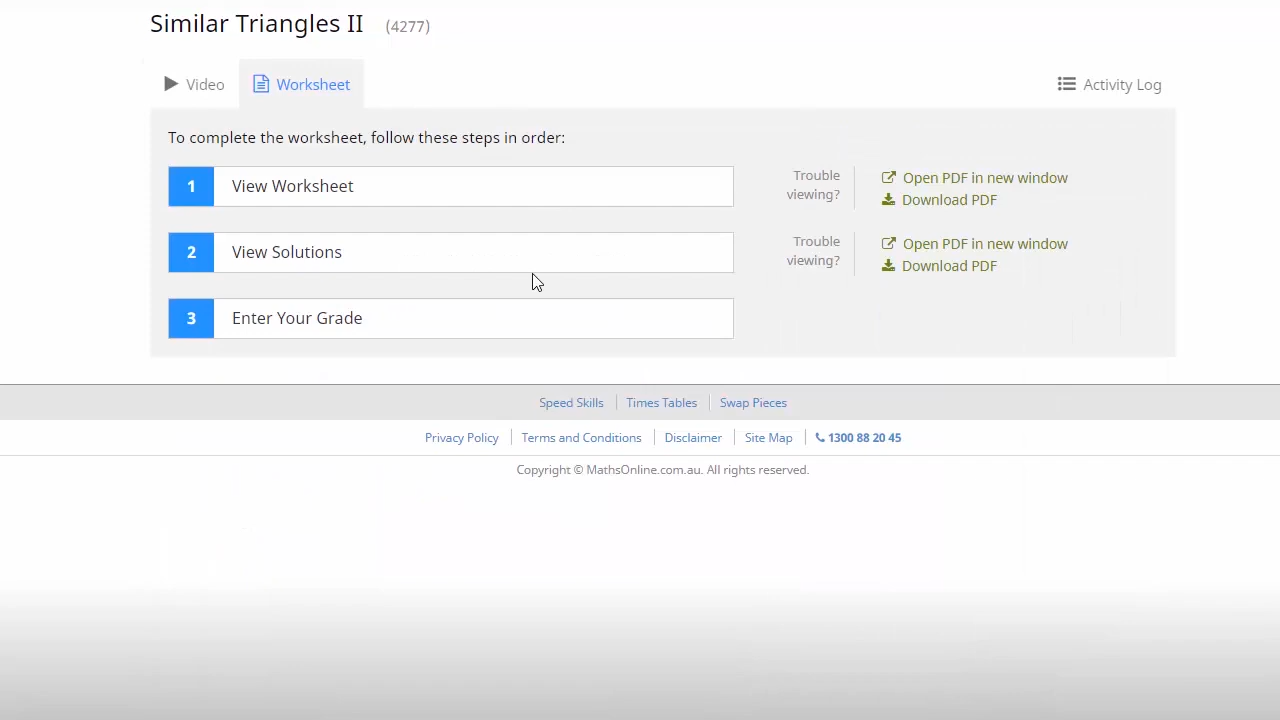 Similar Triangles II (4277)
Video Worksheet Activity Log
To complete the worksheet, follow these steps in order:
1 View Worksheet
Trouble viewing?
Open PDF in new window
Download PDF
2 View Solutions
Trouble viewing?
Open PDF in new window
Download PDF
3 Enter Your Grade
Speed Skills Times Tables Swap Pieces
Privacy Policy Terms and Conditions Disclaimer Site Map 1300 88 20 45
Copyright © MathsOnline.com.au. All rights reserved.